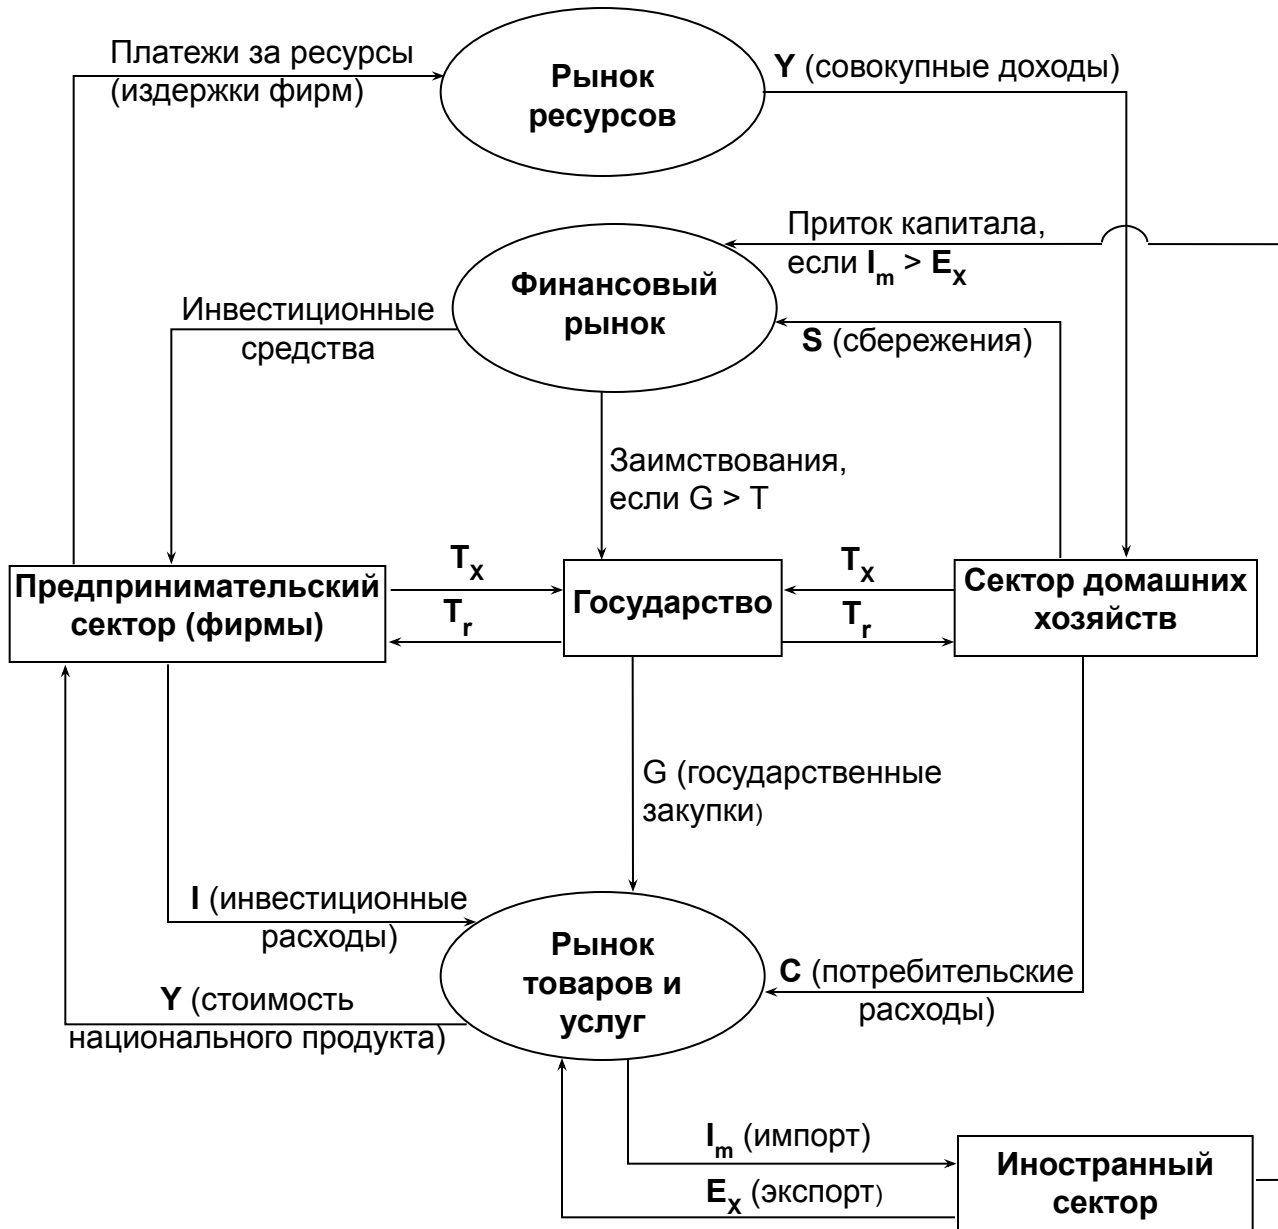 Платежи за ресурсы
(издержки фирм)
Рынок
ресурсов
Y (совокупные доходы)
Приток капитала,
если Im > EX
Финансовый
рынок
Инвестиционные
средства
S (сбережения)
Заимствования,
если G > T
Предпринимательский
сектор (фирмы)
TX
Tr
Государство
TX
Tr
Сектор домашних
хозяйств
G (государственные
закупки)
I (инвестиционные
расходы)
Рынок
товаров и
услуг
C (потребительские
расходы)
Y (стоимость
национального продукта)
Im (импорт)
EX (экспорт)
Иностранный
сектор